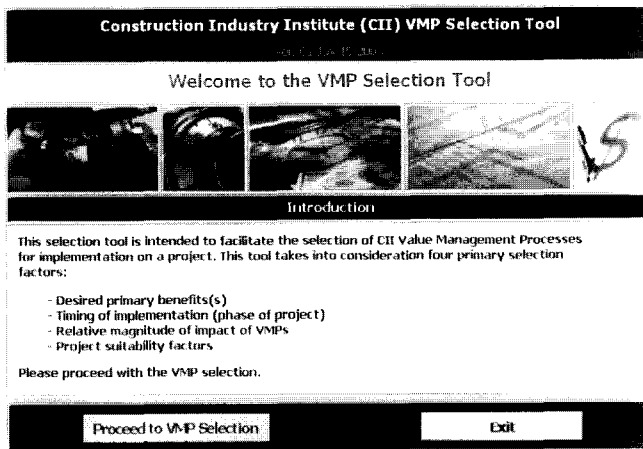 Construction Industry Institute (CII) VMP Selection Tool
Welcome to the VMP Selection Tool
Introduction
This selection tool is intended to facilitate the selection of CII Value Management Processes
for implementation on a project. This tool takes into consideration four primary selection
factors:
- Desired primary benefits(s)
- Timing of implementation (phase of project)
- Relative magnitude of impact of VMPs
- Project suitability factors
Please proceed with the VMP selection.
Proceed to VMP Selection
Exit